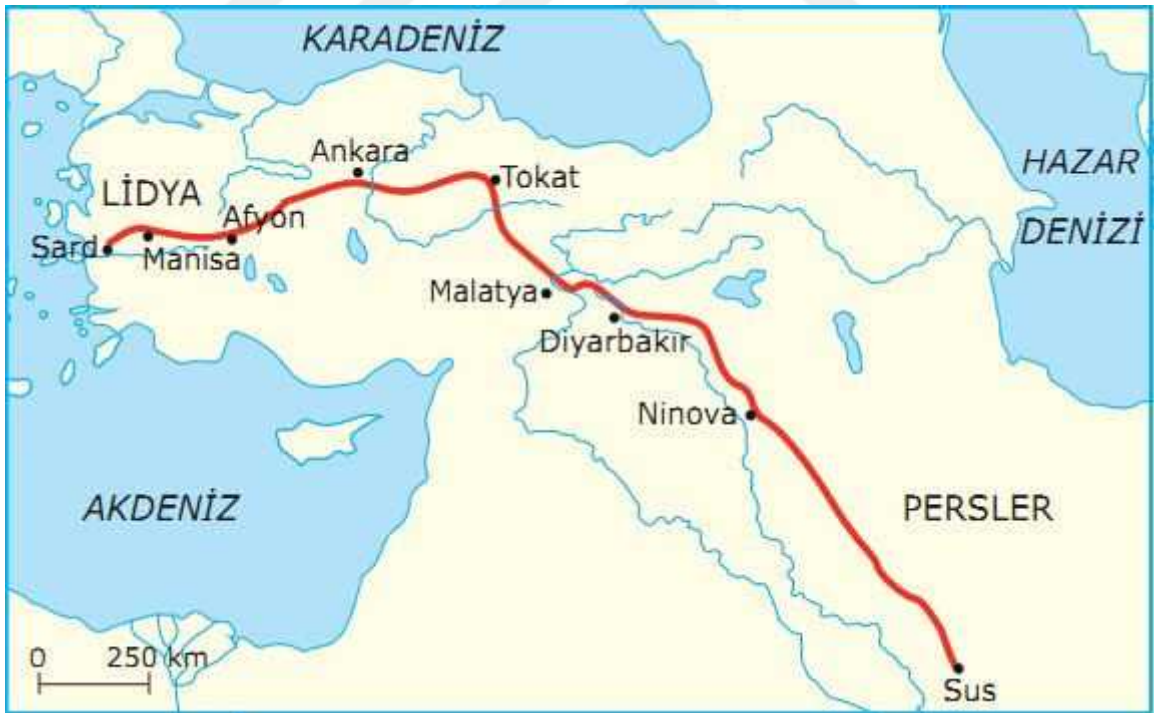 KARADENİZ
Ankara
Tokat
HAZAR
DENİZİ
LİDYA
Afyon
Sard
Manisa
Malatya
Diyarbakır
Ninova
AKDENİZ
PERSLER
0 250 km
Sus